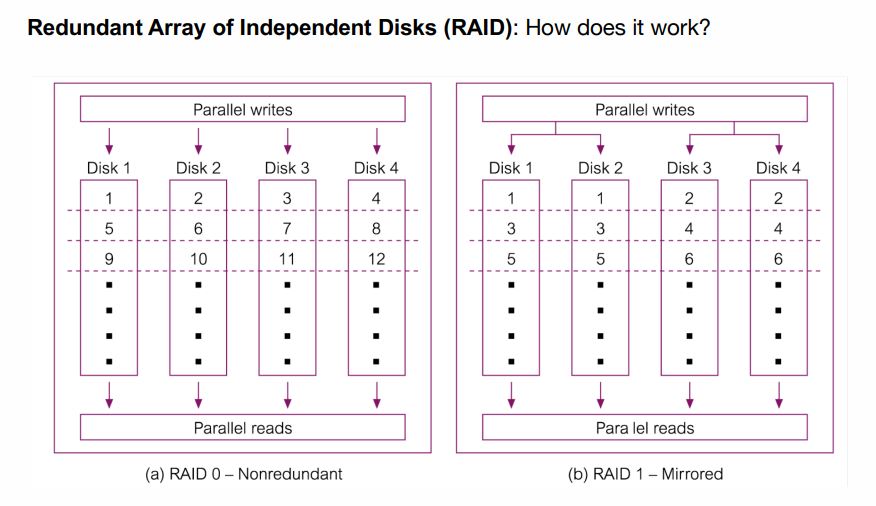 Redundant Array of Independent Disks (RAID): How does it work?
Parallel writes
Disk 1 Disk 2 Disk 3 Disk 4
1 2 3 4
5 6 7 8
9 10 11 12
Parallel reads
(a) RAID 0 – Nonredundant
Parallel writes
Disk 1 Disk 2 Disk 3 Disk 4
1 1 2 2
3 3 4 4
5 5 6 6
Para lel reads
(b) RAID 1 – Mirrored